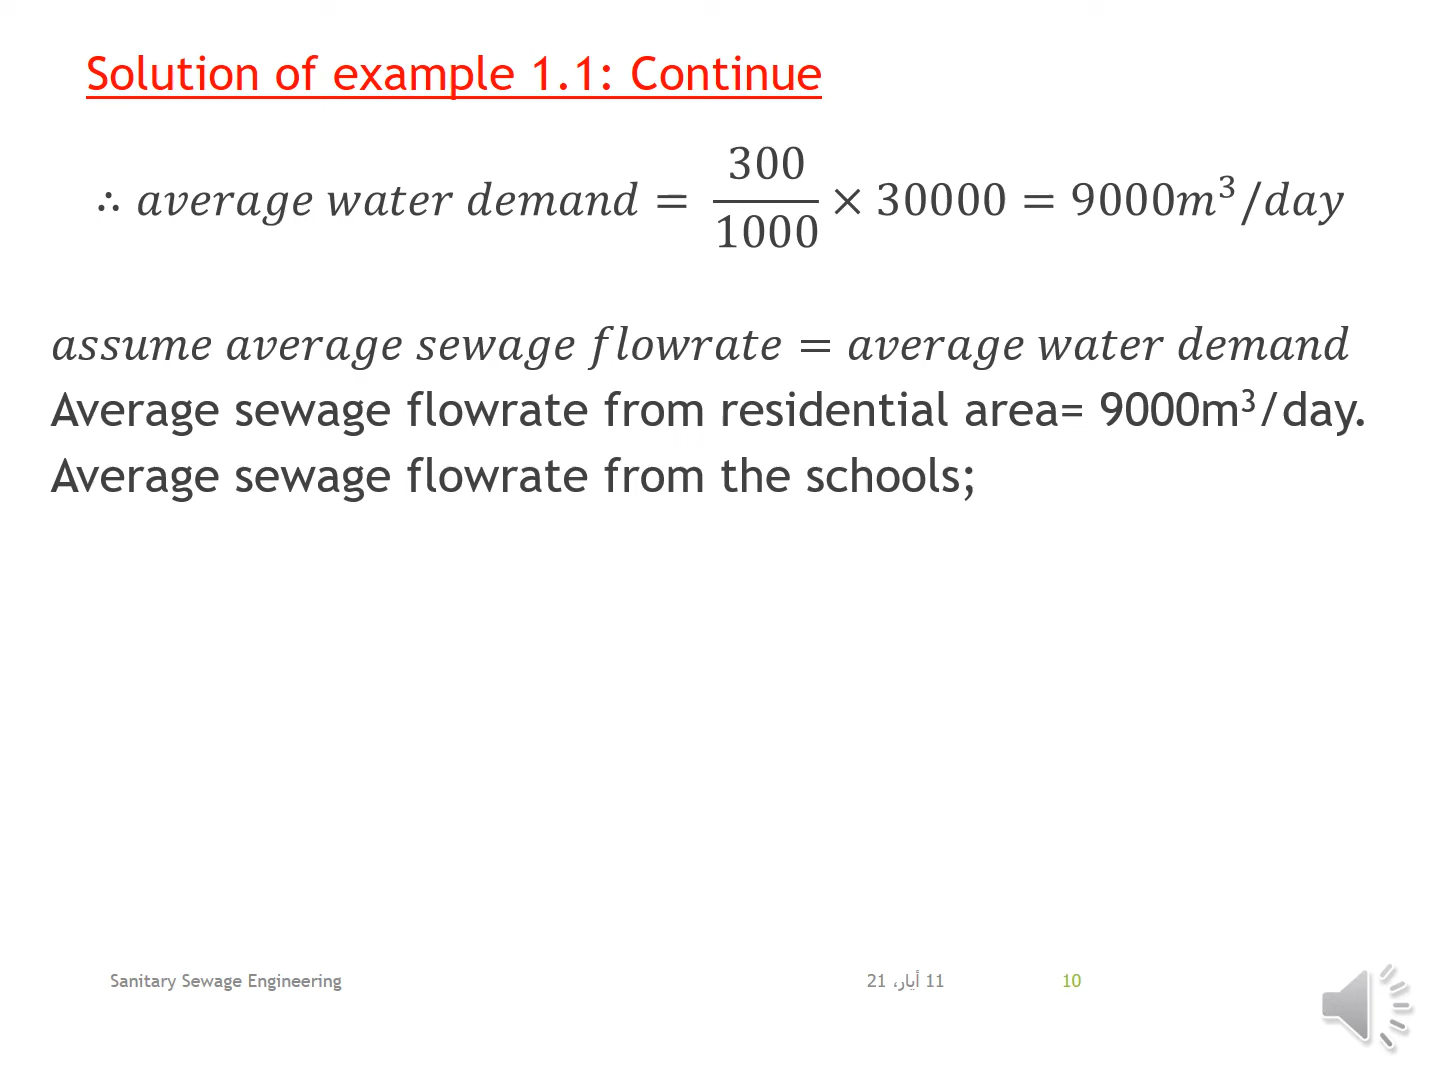 Solution of example 1.1: Continue
∴ average water demand = 300/1000 × 30000 = 9000m³/day
assume average sewage flowrate = average water demand
Average sewage flowrate from residential area= 9000m³/day.
Average sewage flowrate from the schools;
Sanitary Sewage Engineering
11 أيار، 21
10